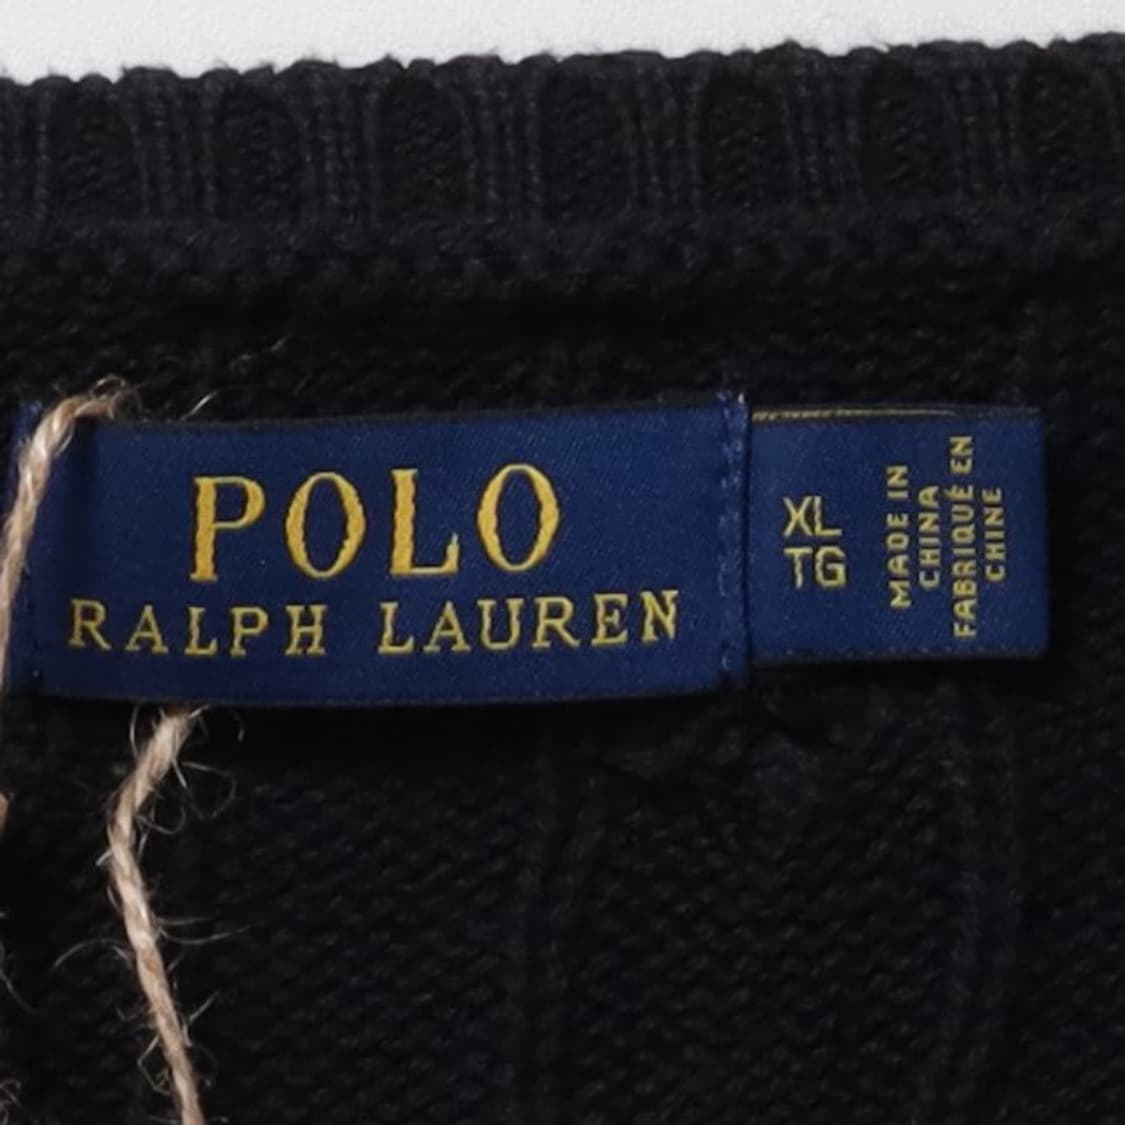 POLO
RALPH LAUREN
XL
TG
MADE IN
CHINA
FABRIQUÉ EN
CHINE